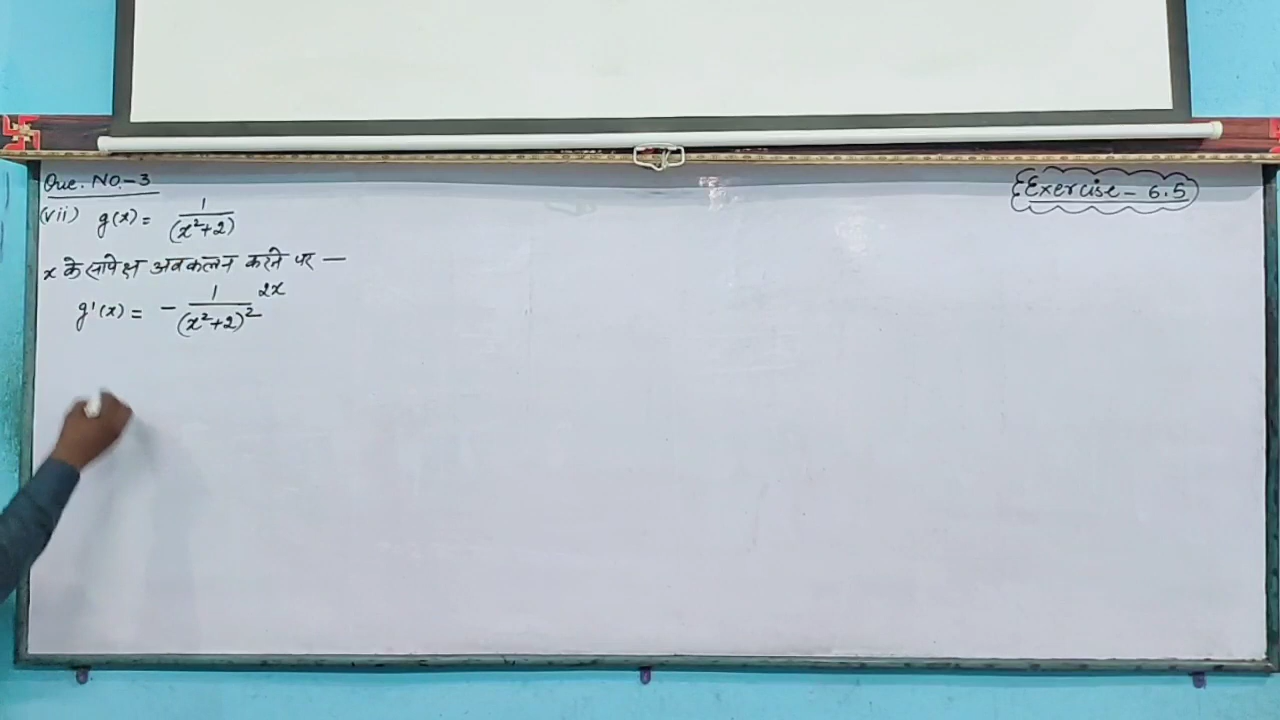 Que. No.-3
Exercise - 6.5
(vii) g(x) = 1/(x²+2)
x के सापेक्ष अवकलन करने पर —
g'(x) = - 1/(x²+2)² 2x